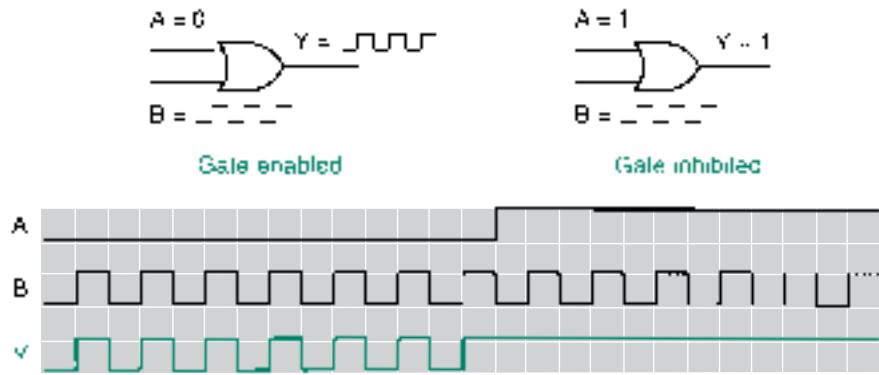 A = 0
Y =
B =
Gate enabled
A = 1
Y = 1
B =
Gate inhibited
A
B
Y